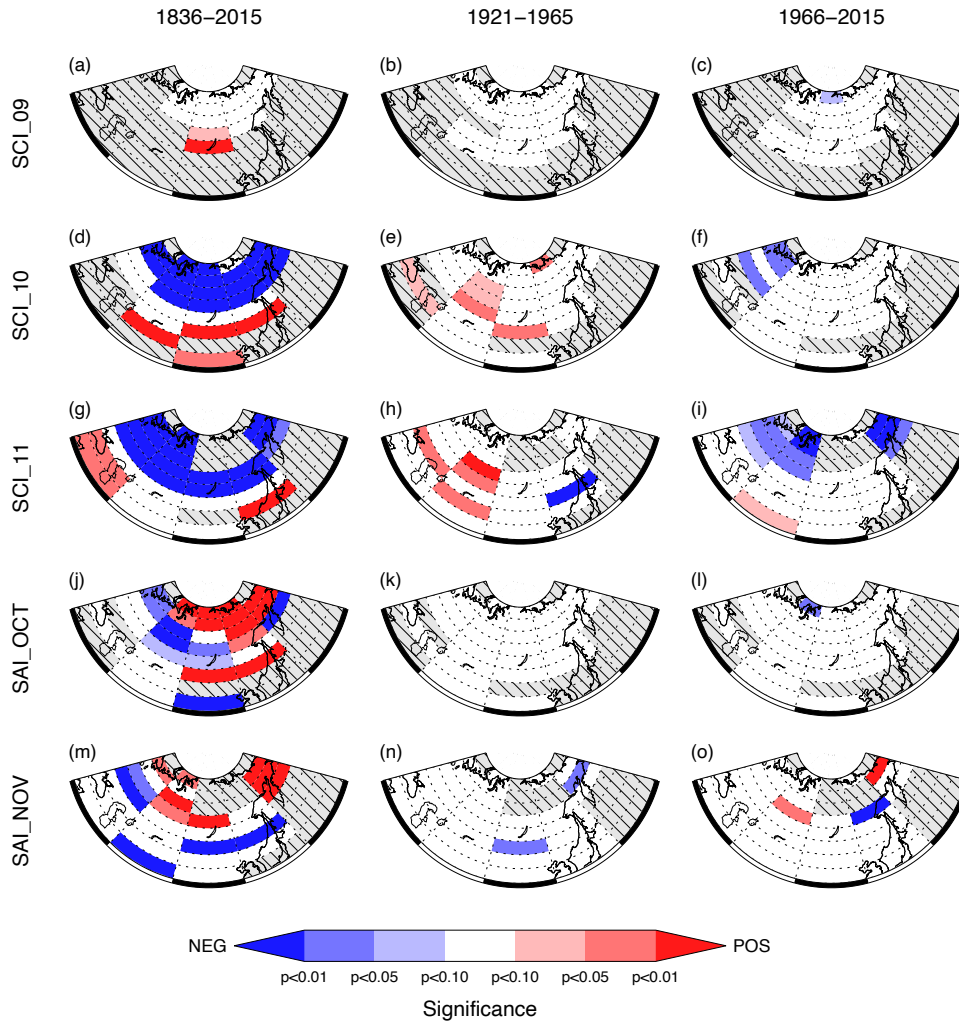 1836−2015 1921−1965 1966−2015
SCI_09
(a) (b) (c)
SCI_10
(d) (e) (f)
SCI_11
(g) (h) (i)
SAI_OCT
(j) (k) (l)
SAI_NOV
(m) (n) (o)
NEG POS
p<0.01 p<0.05 p<0.10 p<0.10 p<0.05 p<0.01
Significance